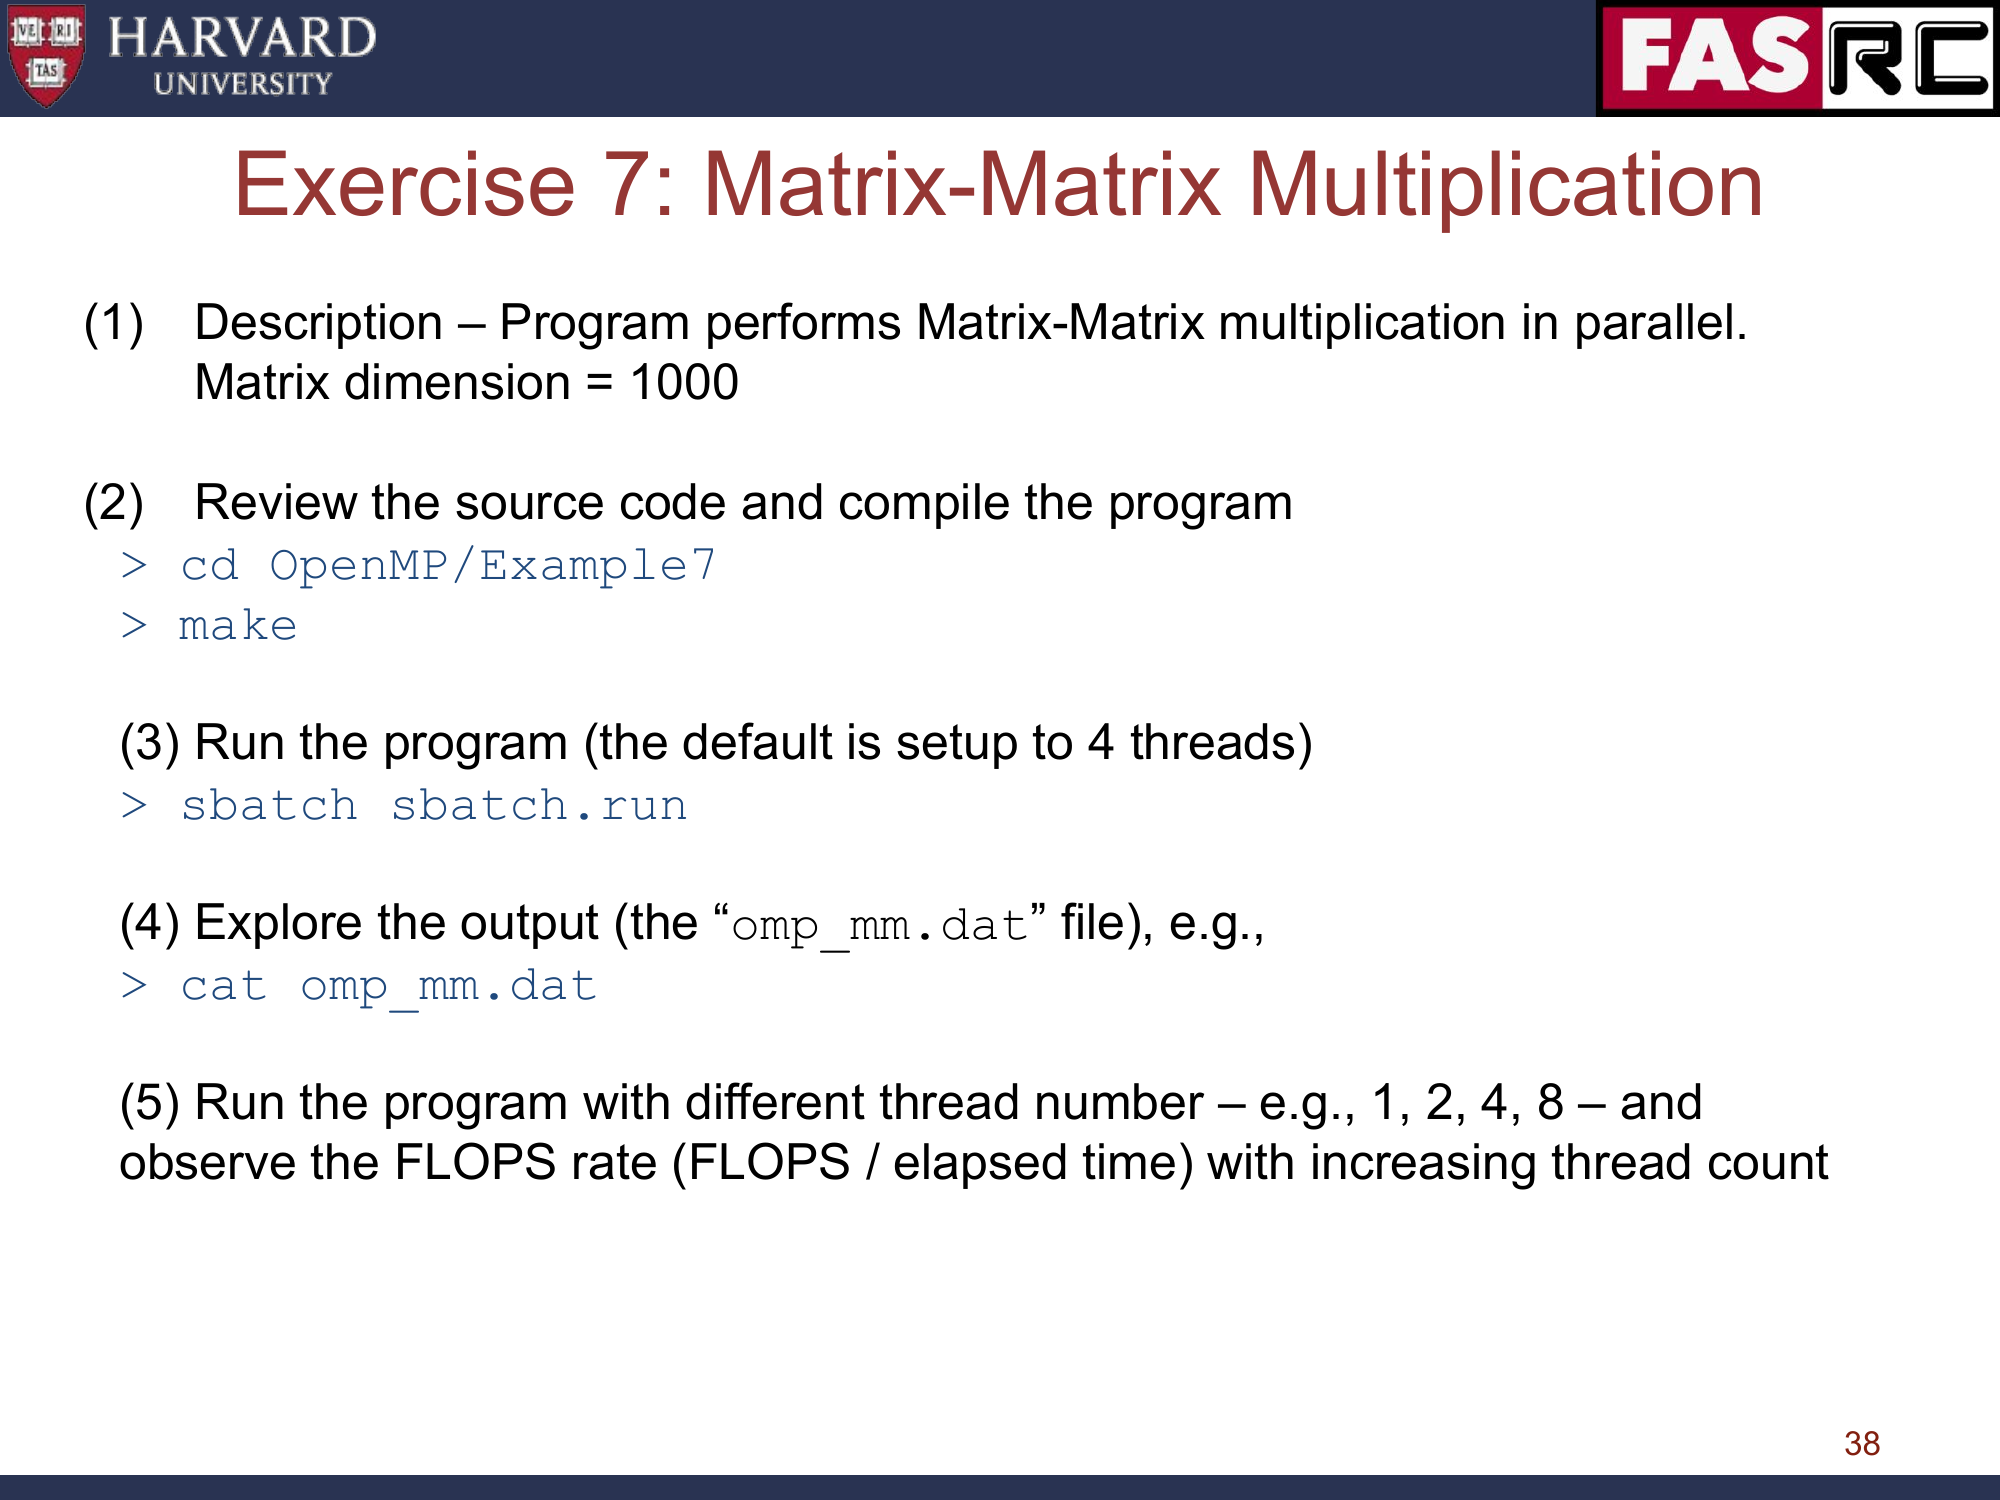 VE RI TAS
HARVARD
UNIVERSITY
FAS RC
Exercise 7: Matrix-Matrix Multiplication
(1) Description – Program performs Matrix-Matrix multiplication in parallel.
Matrix dimension = 1000
(2) Review the source code and compile the program
> cd OpenMP/Example7
> make
(3) Run the program (the default is setup to 4 threads)
> sbatch sbatch.run
(4) Explore the output (the “omp_mm.dat” file), e.g.,
> cat omp_mm.dat
(5) Run the program with different thread number – e.g., 1, 2, 4, 8 – and
observe the FLOPS rate (FLOPS / elapsed time) with increasing thread count
38